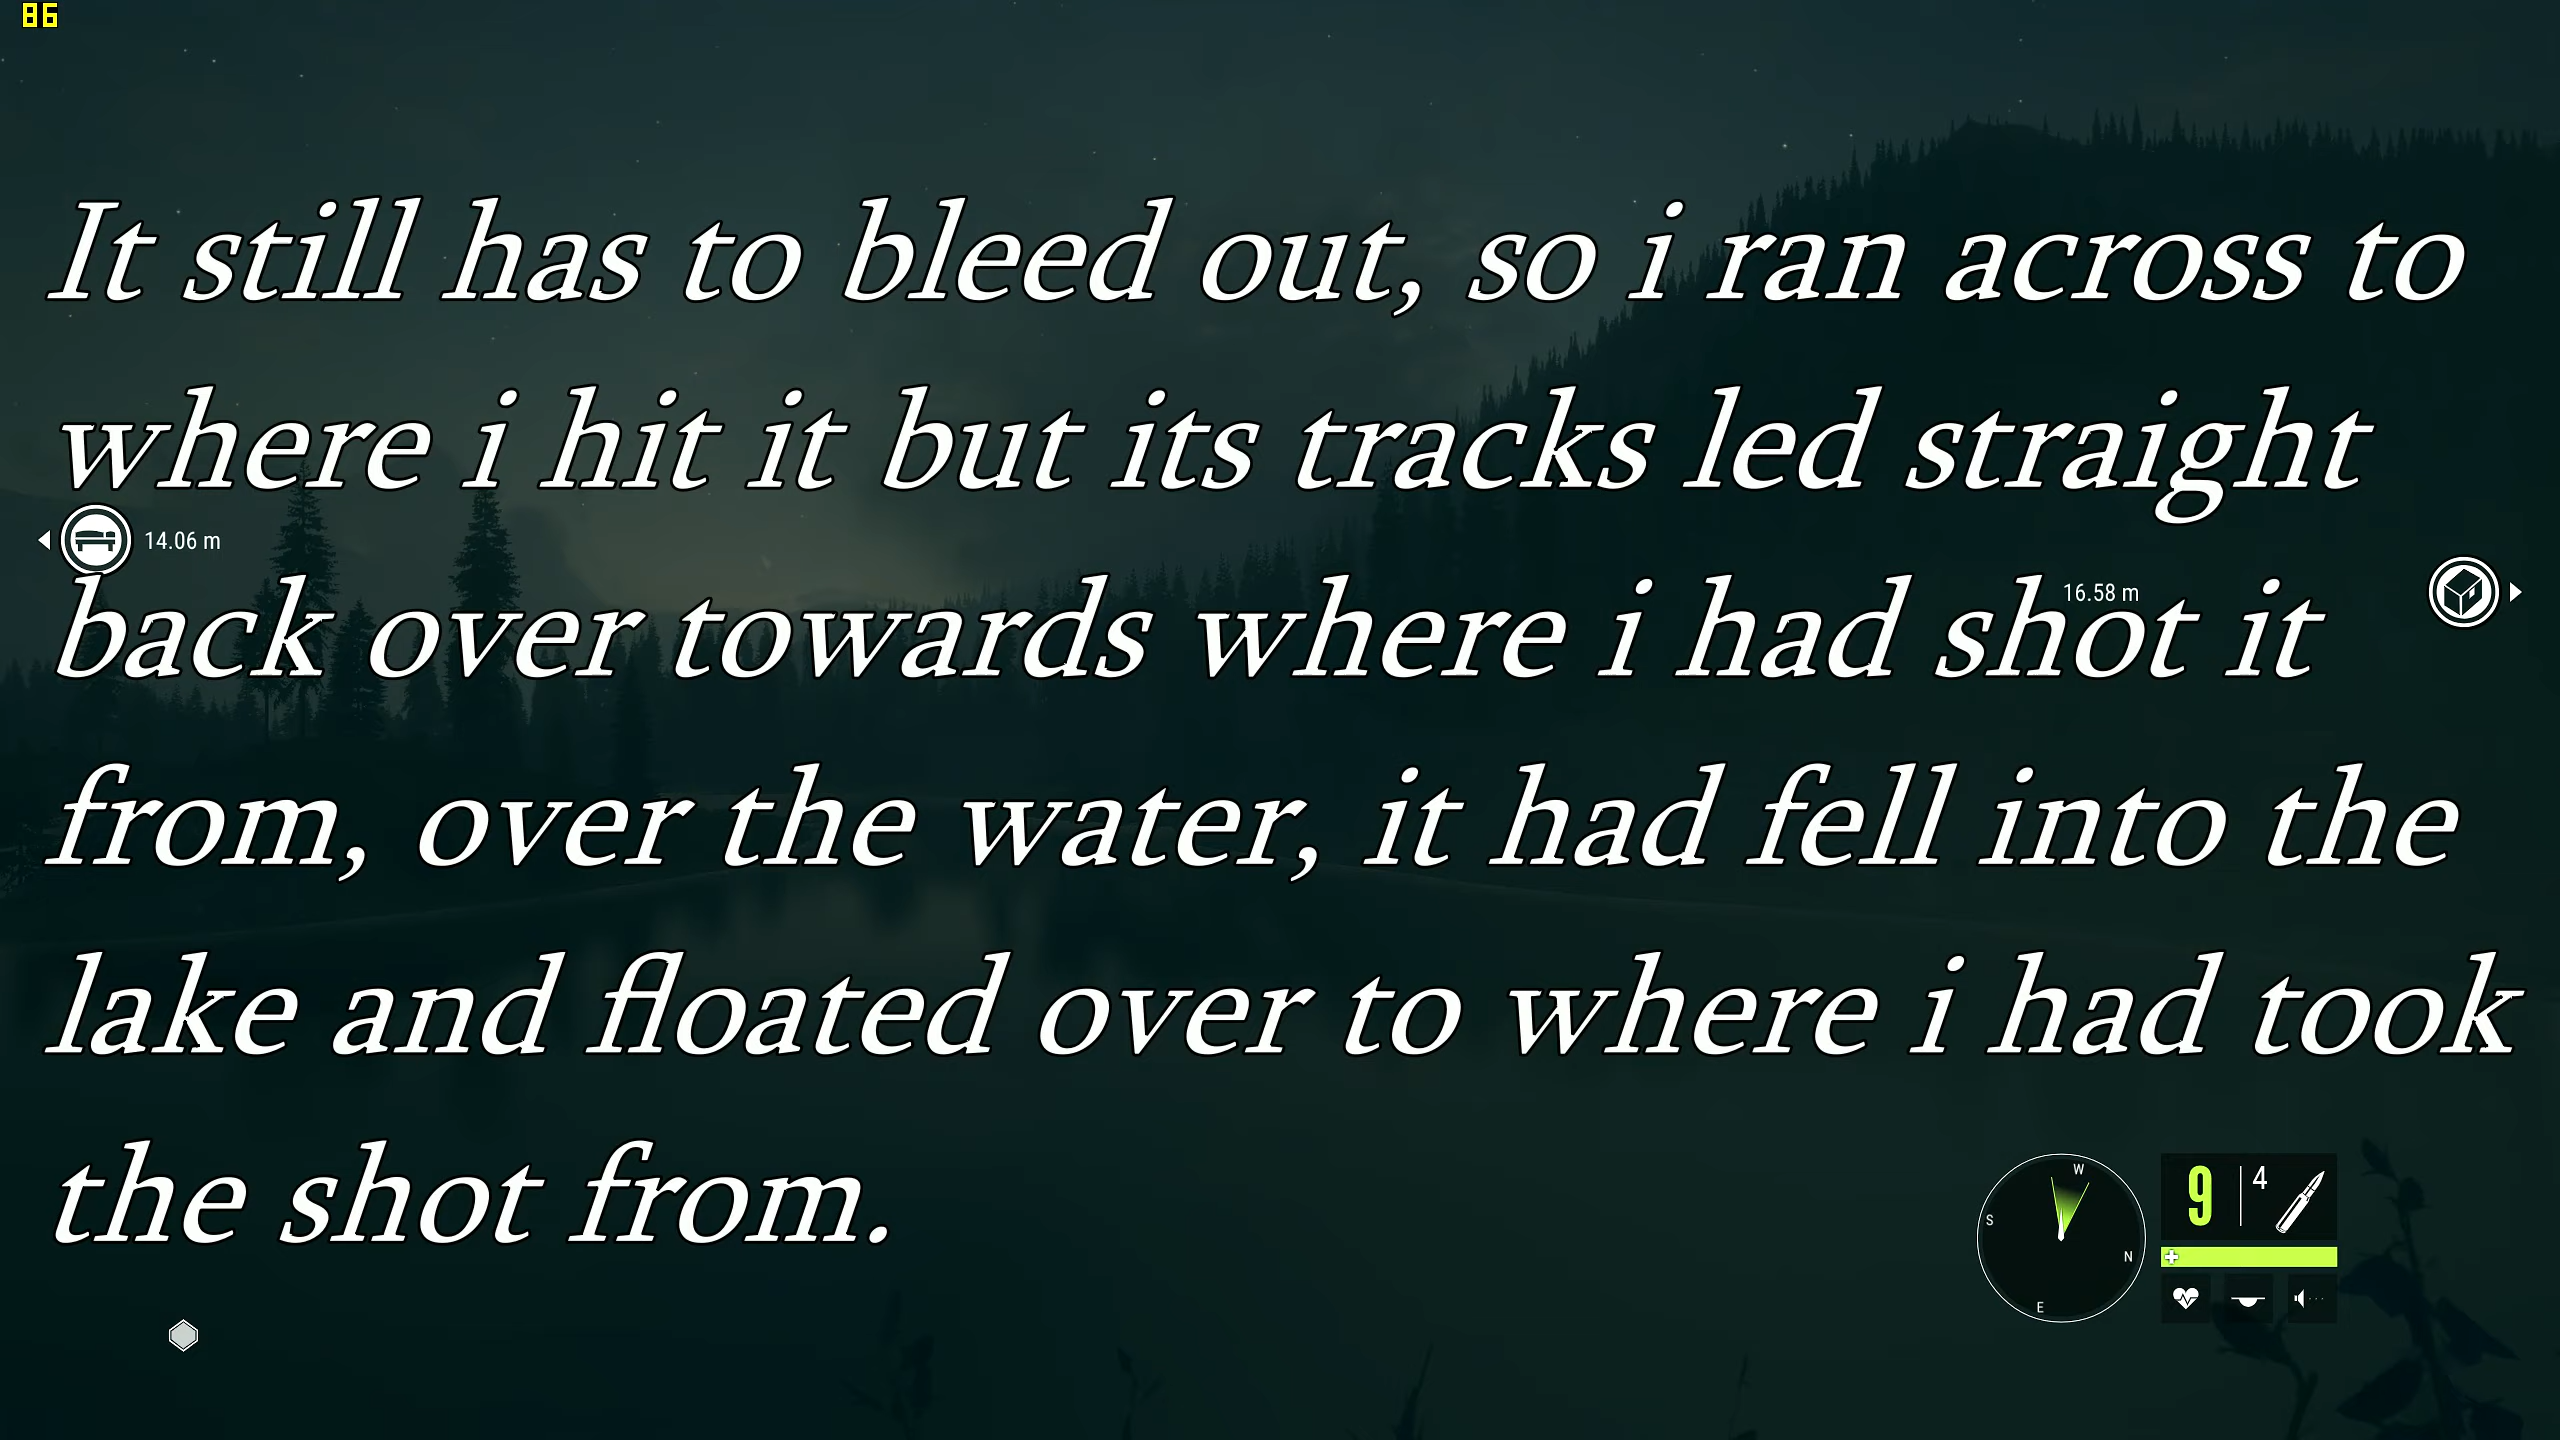 86
It still has to bleed out, so i ran across to
where i hit it but its tracks led straight
14.06 m
16.58 m
back over towards where i had shot it
from, over the water, it had fell into the
lake and floated over to where i had took
the shot from.
W
9 4
S
N
E